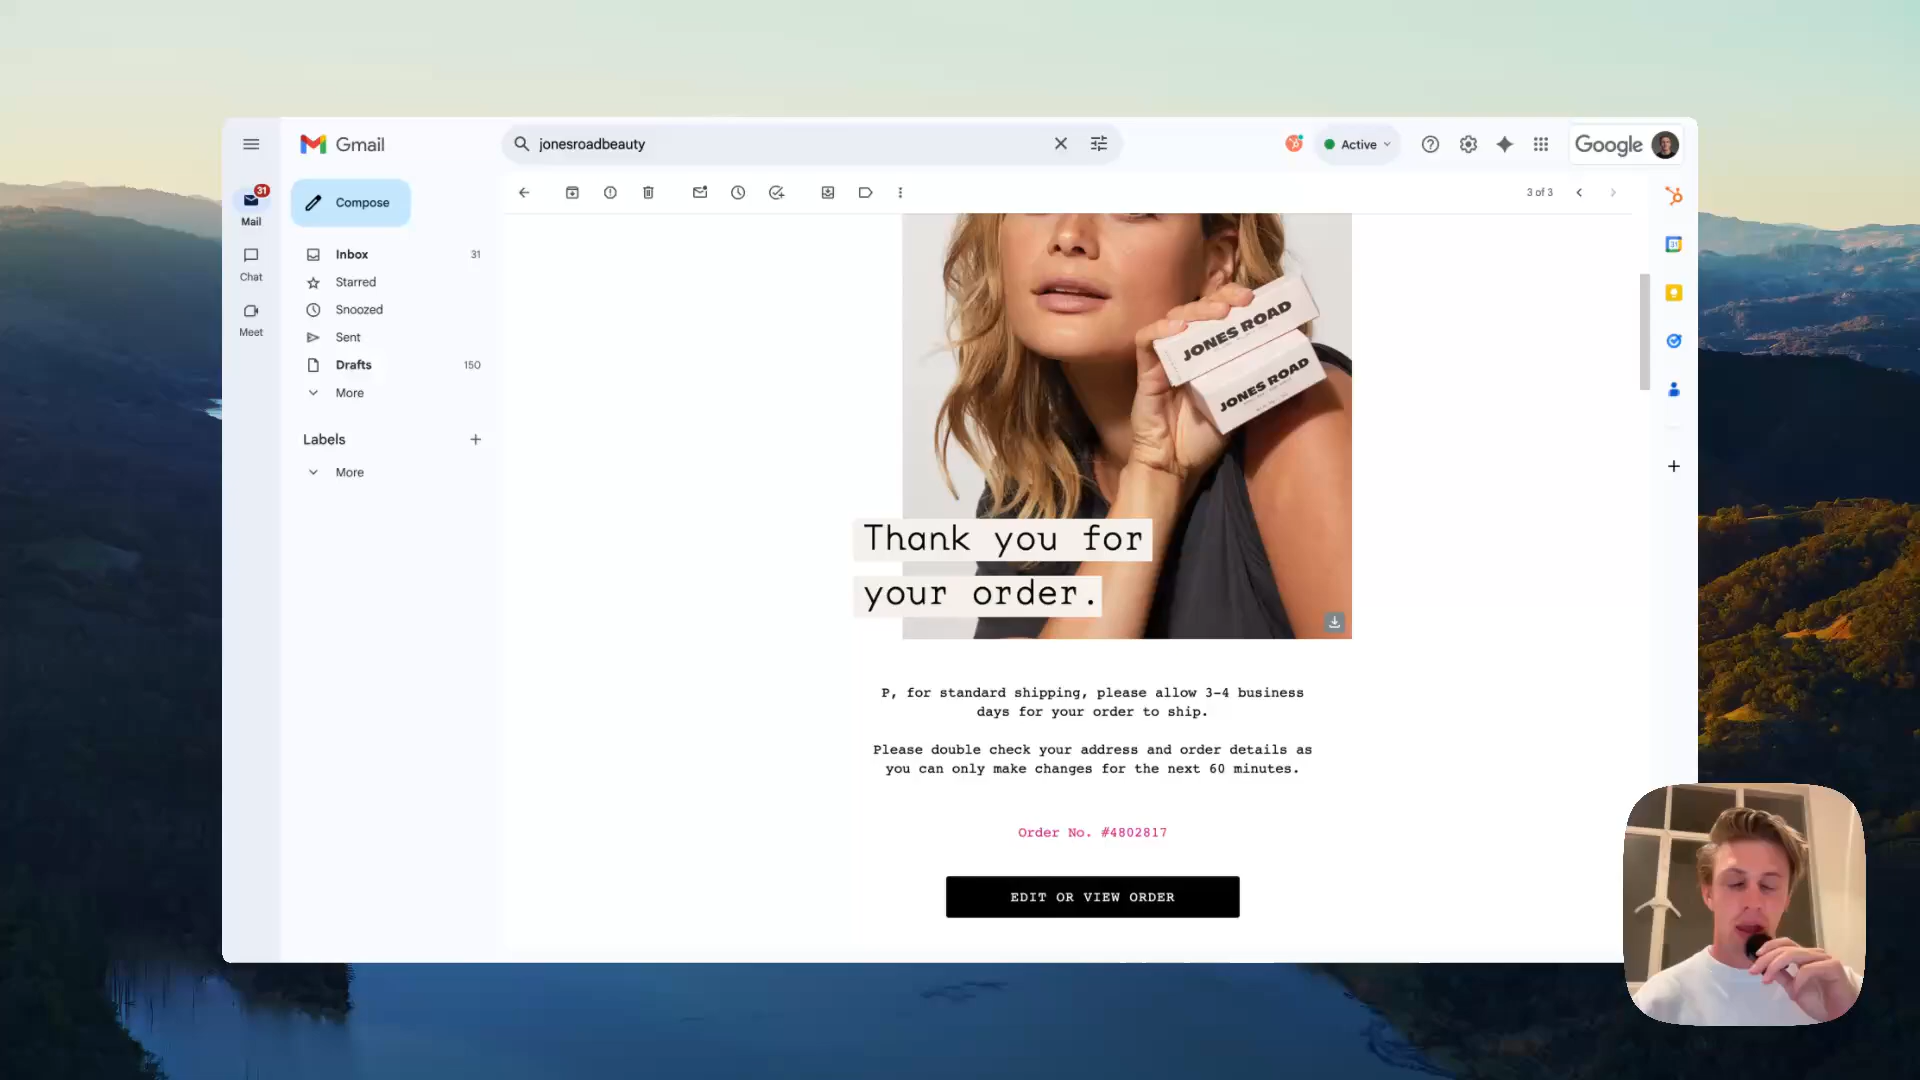 Gmail
jonesroadbeauty
Active
Google
31
Mail
Chat
Meet
Compose
Inbox 31
Starred
Snoozed
Sent
Drafts 150
More
Labels
More
3 of 3
31
JONES ROAD
JONES ROAD
Thank you for
your order.
P, for standard shipping, please allow 3-4 business
days for your order to ship.
Please double check your address and order details as
you can only make changes for the next 60 minutes.
Order No. #4802817
EDIT OR VIEW ORDER